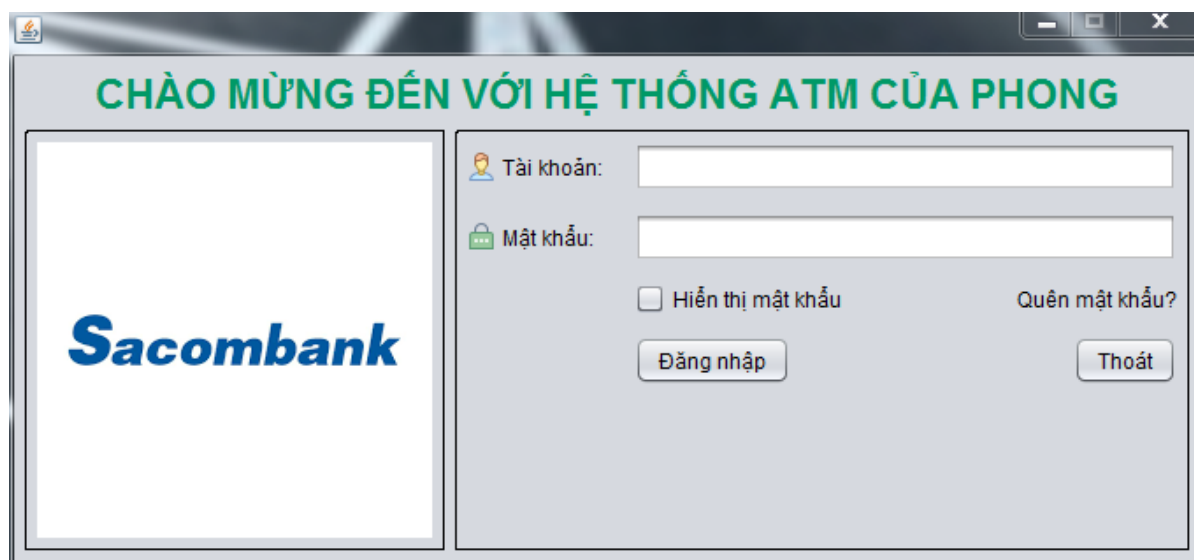 CHÀO MỪNG ĐẾN VỚI HỆ THỐNG ATM CỦA PHONG
Sacombank
Tài khoản:
Mật khẩu:
Hiển thị mật khẩu
Quên mật khẩu?
Đăng nhập
Thoát